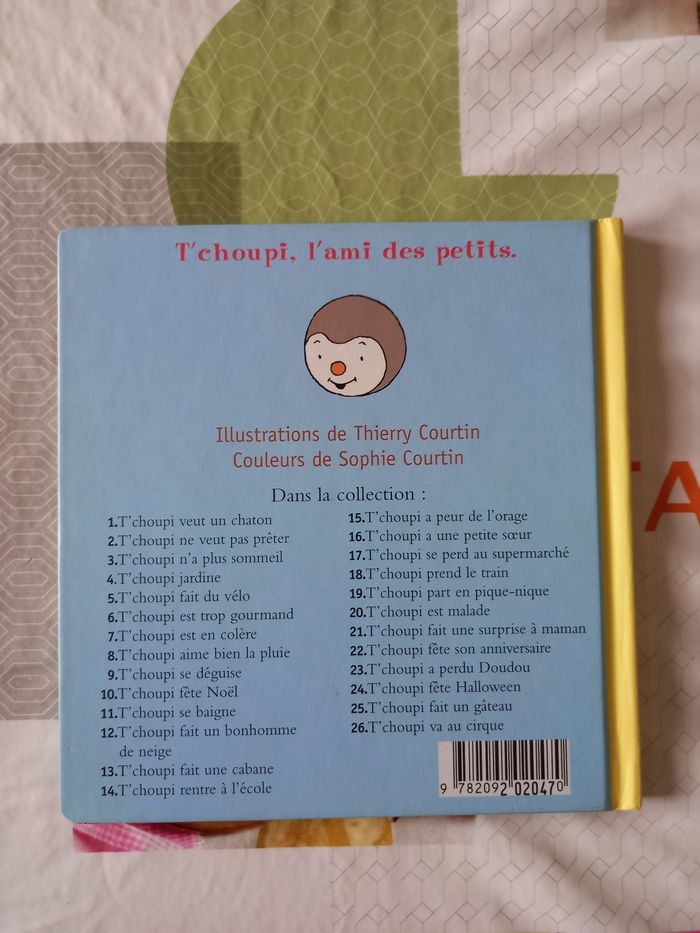 T'choupi, l'ami des petits.
Illustrations de Thierry Courtin
Couleurs de Sophie Courtin
Dans la collection :
1.T'choupi veut un chaton
2.T'choupi ne veut pas prêter
3.T'choupi n'a plus sommeil
4.T'choupi jardine
5.T'choupi fait du vélo
6.T'choupi est trop gourmand
7.T'choupi est en colère
8.T'choupi aime bien la pluie
9.T'choupi se déguise
10.T'choupi fête Noël
11.T'choupi se baigne
12.T'choupi fait un bonhomme
de neige
13.T'choupi fait une cabane
14.T'choupi rentre à l'école
15.T'choupi a peur de l'orage
16.T'choupi a une petite sœur
17.T'choupi se perd au supermarché
18.T'choupi prend le train
19.T'choupi part en pique-nique
20.T'choupi est malade
21.T'choupi fait une surprise à maman
22.T'choupi fête son anniversaire
23.T'choupi a perdu Doudou
24.T'choupi fête Halloween
25.T'choupi fait un gâteau
26.T'choupi va au cirque
9 782092 020470
TA